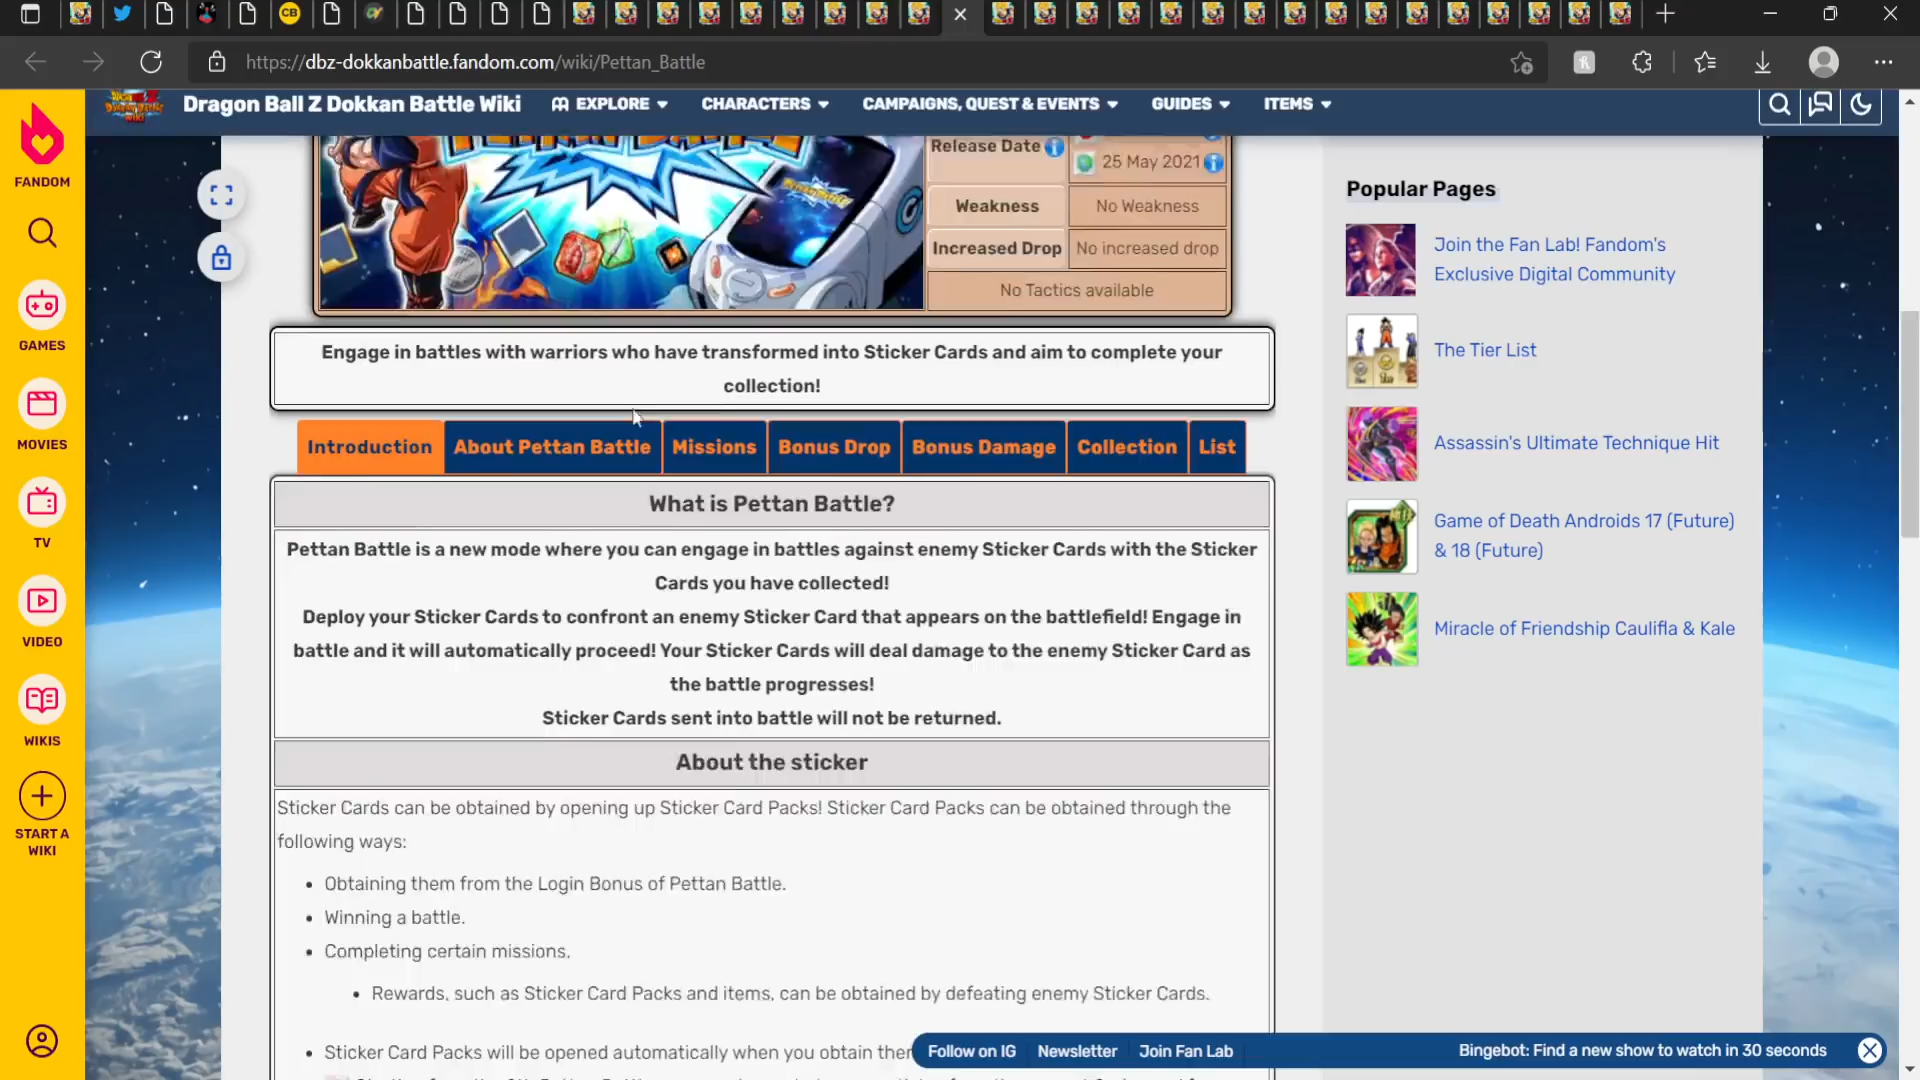 https://dbz-dokkanbattle.fandom.com/wiki/Pettan_Battle
Dragon Ball Z Dokkan Battle Wiki
EXPLORE
CHARACTERS
CAMPAIGNS, QUEST & EVENTS
GUIDES
ITEMS
FANDOM
GAMES
MOVIES
TV
VIDEO
WIKIS
START A
WIKI
Release Date
25 May 2021
Weakness
No Weakness
Increased Drop
No increased drop
No Tactics available
Engage in battles with warriors who have transformed into Sticker Cards and aim to complete your
collection!
Introduction
About Pettan Battle
Missions
Bonus Drop
Bonus Damage
Collection
List
What is Pettan Battle?
Pettan Battle is a new mode where you can engage in battles against enemy Sticker Cards with the Sticker
Cards you have collected!
Deploy your Sticker Cards to confront an enemy Sticker Card that appears on the battlefield! Engage in
battle and it will automatically proceed! Your Sticker Cards will deal damage to the enemy Sticker Card as
the battle progresses!
Sticker Cards sent into battle will not be returned.
About the sticker
Sticker Cards can be obtained by opening up Sticker Card Packs! Sticker Card Packs can be obtained through the
following ways:
Obtaining them from the Login Bonus of Pettan Battle.
Winning a battle.
Completing certain missions.
Rewards, such as Sticker Card Packs and items, can be obtained by defeating enemy Sticker Cards.
Sticker Card Packs will be opened automatically when you obtain
Popular Pages
Join the Fan Lab! Fandom's
Exclusive Digital Community
The Tier List
Assassin's Ultimate Technique Hit
Game of Death Androids 17 (Future)
& 18 (Future)
Miracle of Friendship Caulifla & Kale
Follow on IG
Newsletter
Join Fan Lab
Bingebot: Find a new show to watch in 30 seconds